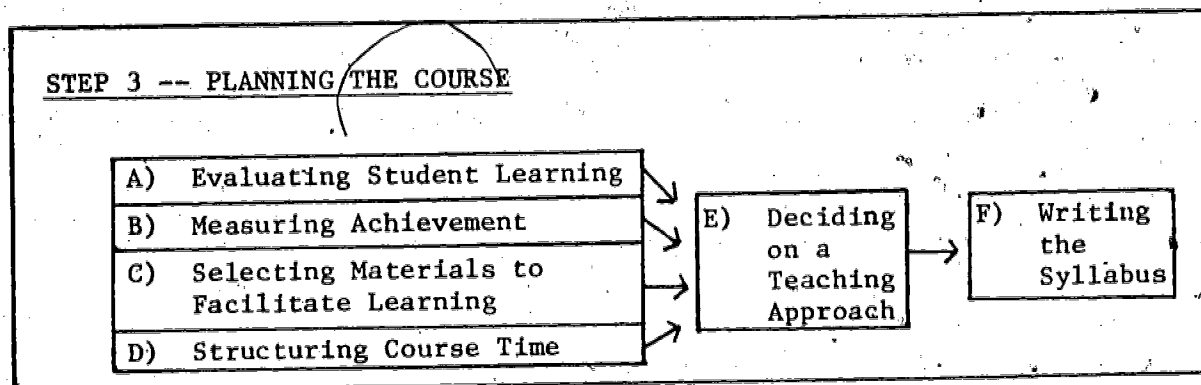 STEP 3 -- PLANNING THE COURSE
A) Evaluating Student Learning
B) Measuring Achievement
C) Selecting Materials to
Facilitate Learning
D) Structuring Course Time
E) Deciding
on a
Teaching
Approach
F) Writing
the
Syllabus